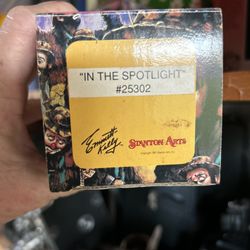 "IN THE SPOTLIGHT"
#25302
Emmett
Kelly
STANTON ARTS